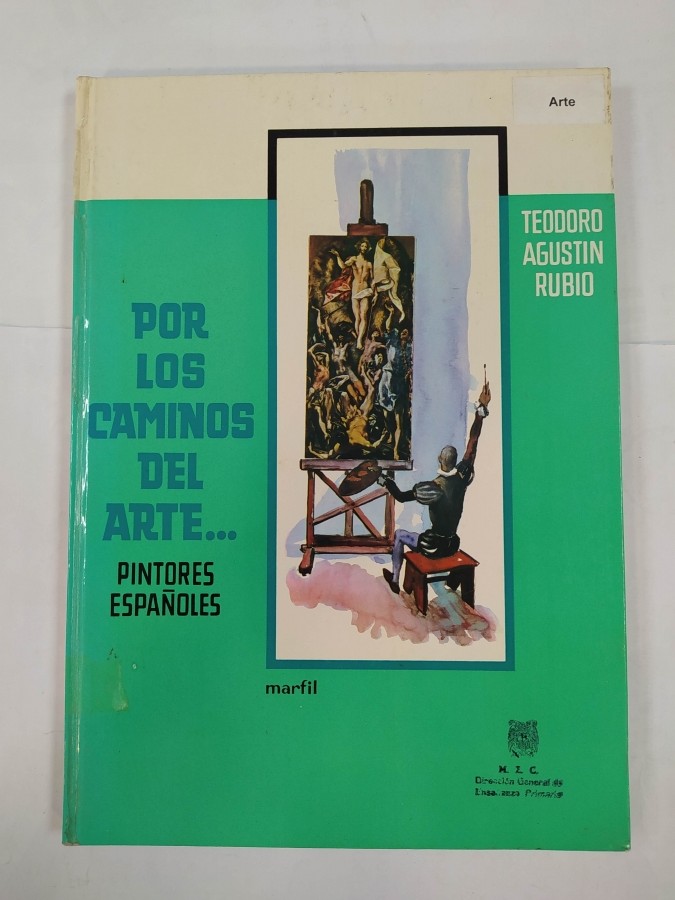 Arte
TEODORO
AGUSTIN
RUBIO
POR
LOS
CAMINOS
DEL
ARTE...
PINTORES
ESPAÑOLES
marfil
M. E. C.
Dirección General de
Enseñanza Primaria